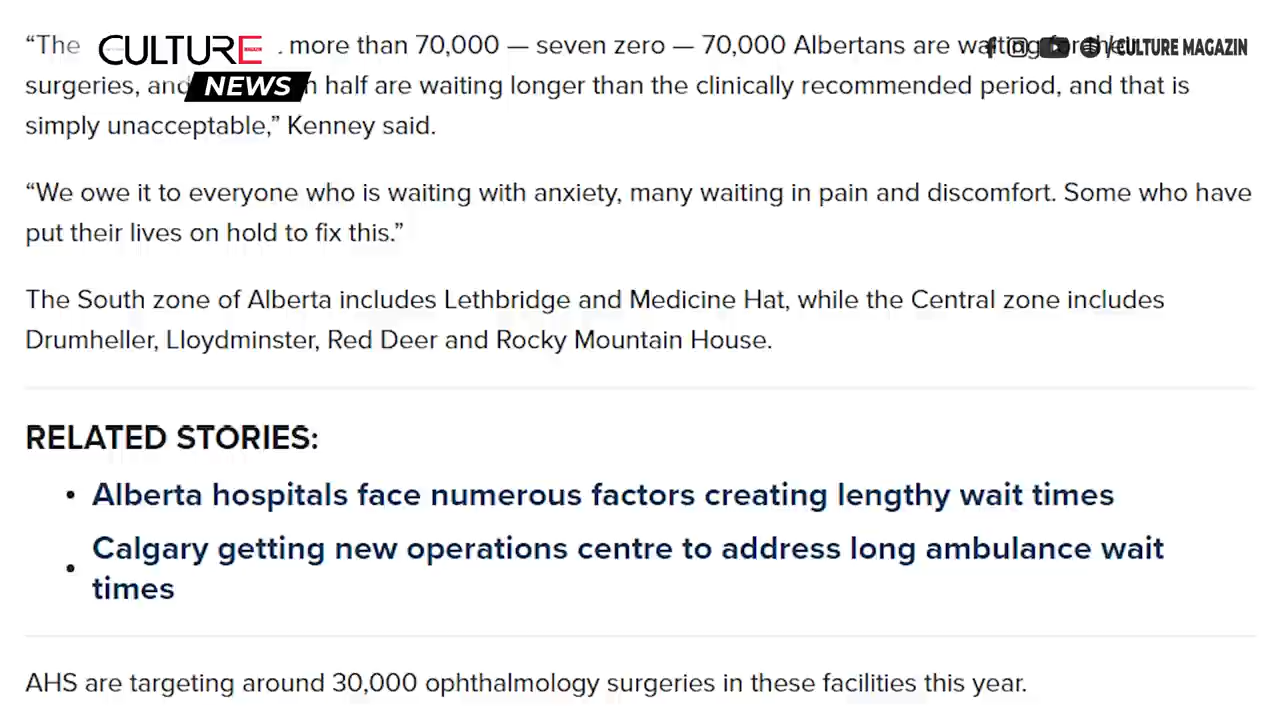 “The . more than 70,000 — seven zero — 70,000 Albertans are waiting for their
surgeries, and half are waiting longer than the clinically recommended period, and that is
simply unacceptable,” Kenney said.
CULTURE
NEWS
/CULTURE MAGAZIN
“We owe it to everyone who is waiting with anxiety, many waiting in pain and discomfort. Some who have
put their lives on hold to fix this.”
The South zone of Alberta includes Lethbridge and Medicine Hat, while the Central zone includes
Drumheller, Lloydminster, Red Deer and Rocky Mountain House.
RELATED STORIES:
• Alberta hospitals face numerous factors creating lengthy wait times
• Calgary getting new operations centre to address long ambulance wait
times
AHS are targeting around 30,000 ophthalmology surgeries in these facilities this year.